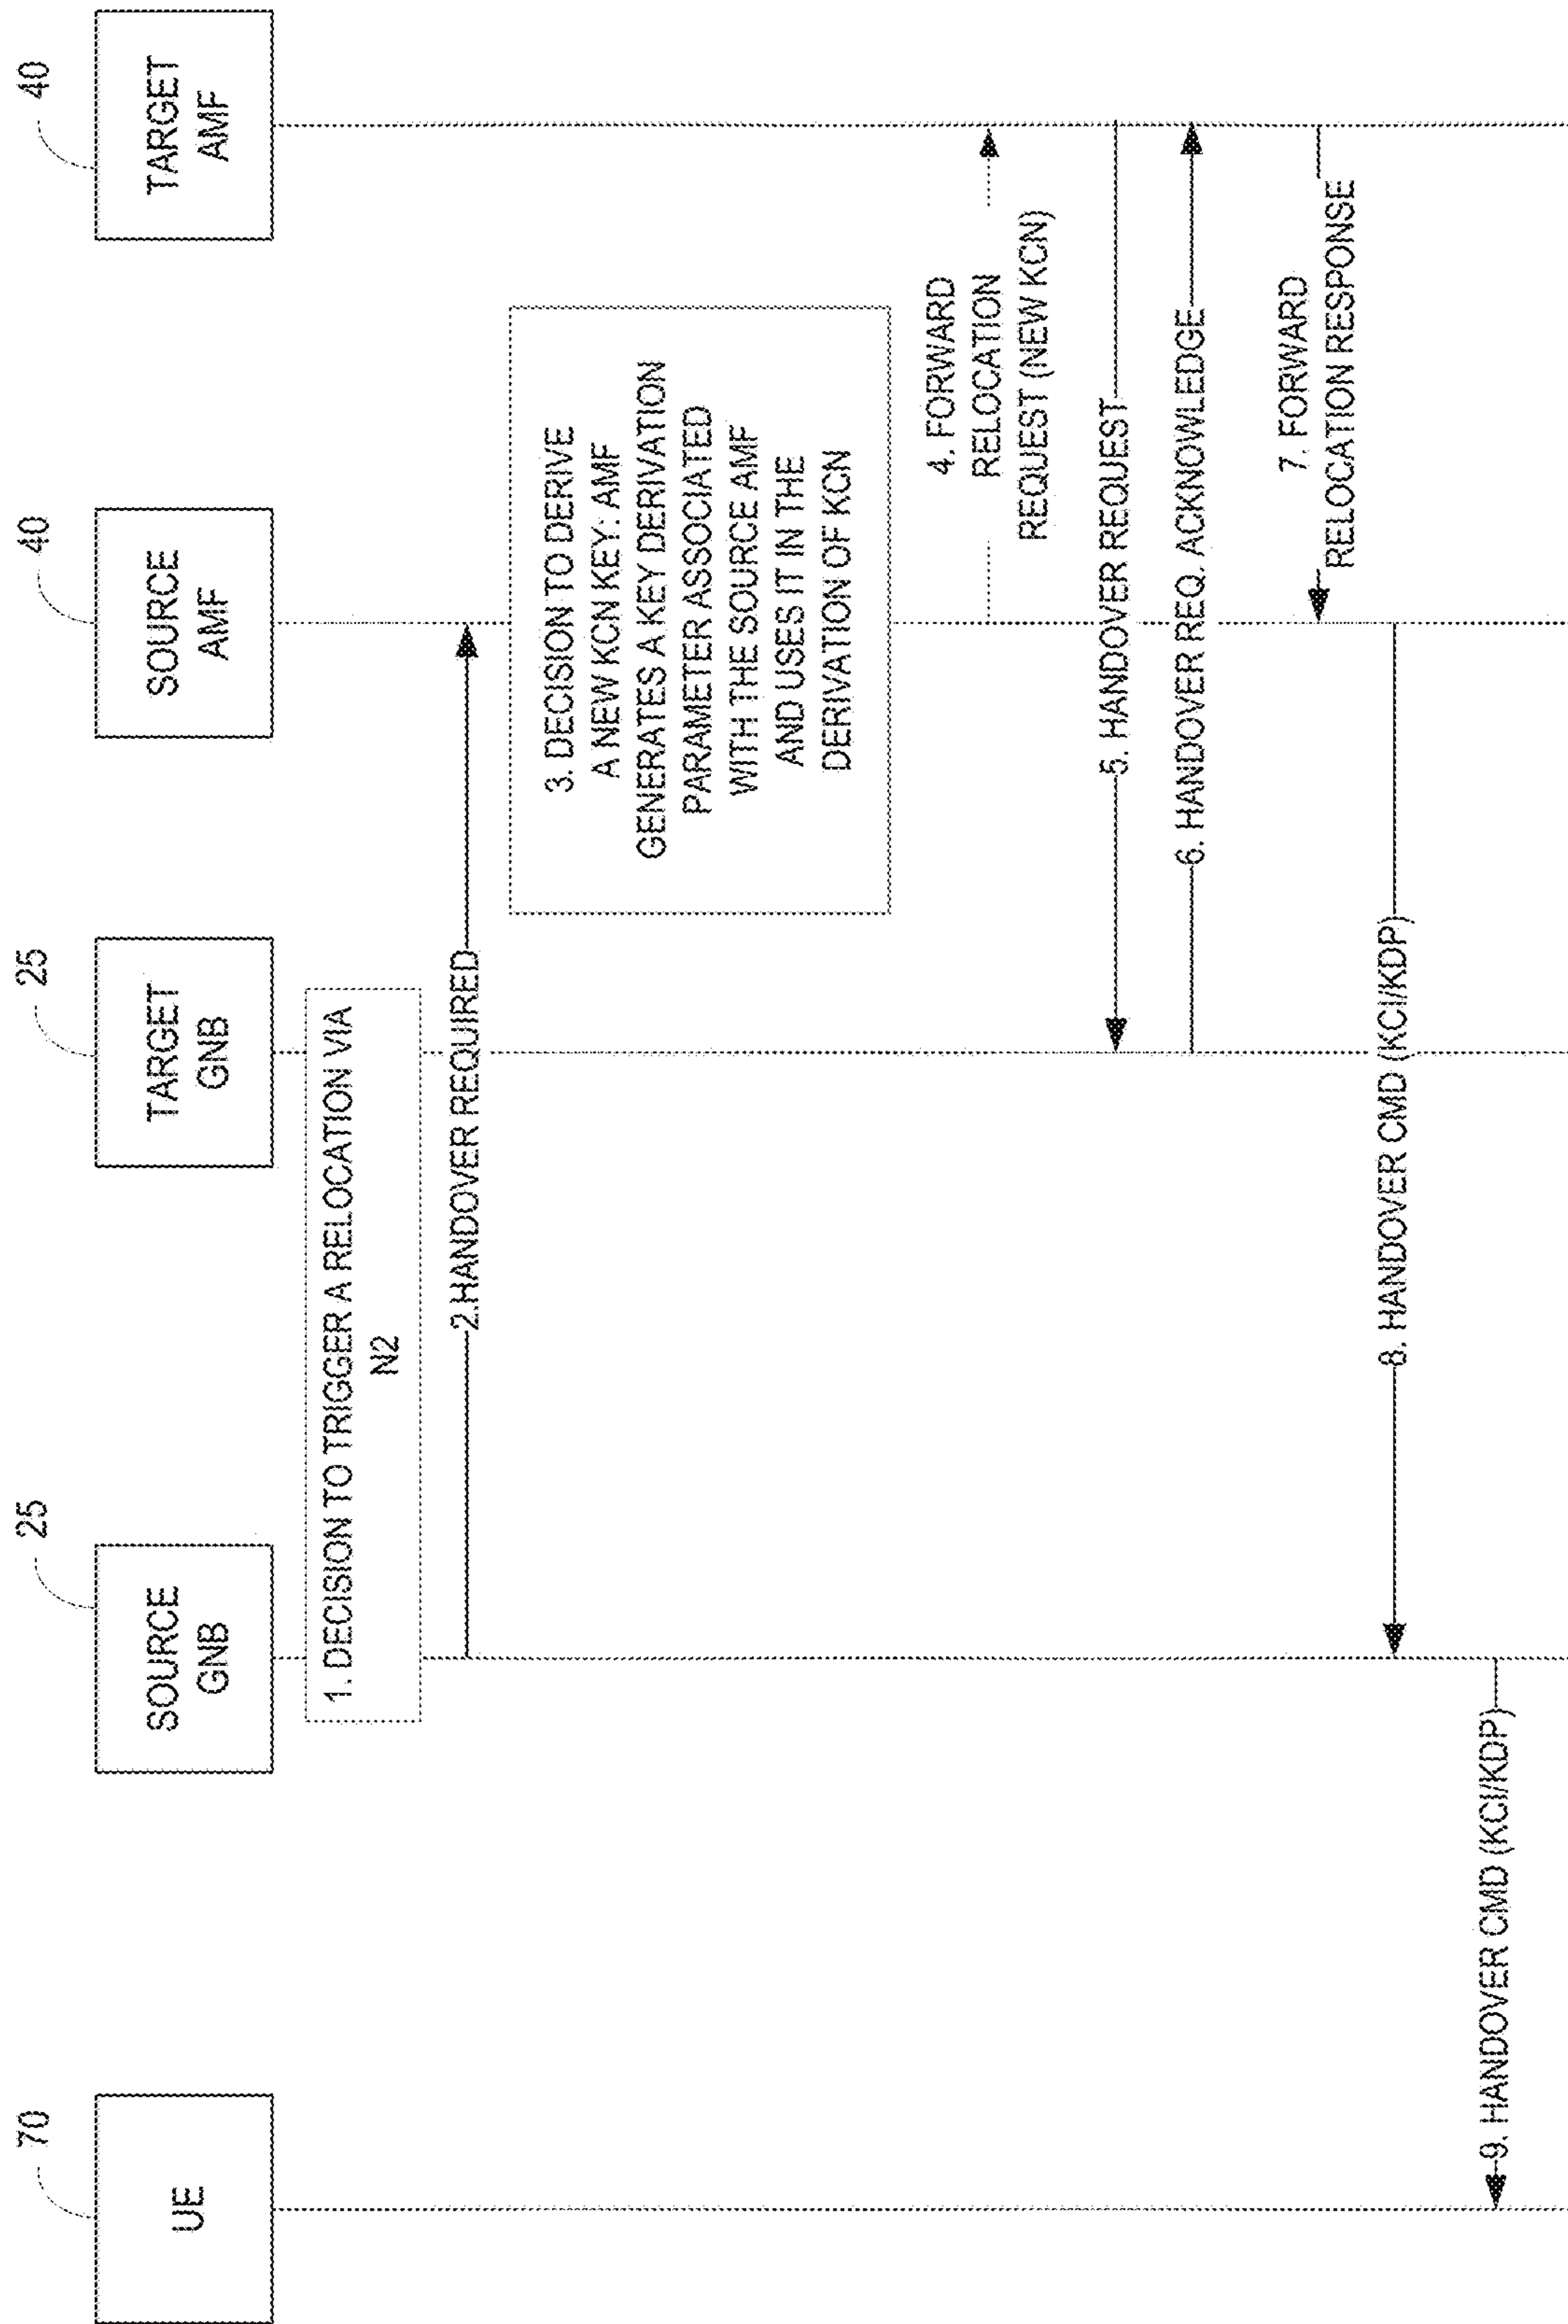 70
UE
25
SOURCE
GNB
25
TARGET
GNB
40
SOURCE
AMF
40
TARGET
AMF
1. DECISION TO TRIGGER A RELOCATION VIA
N2
2.HANDOVER REQUIRED
3. DECISION TO DERIVE
A NEW KCN KEY: AMF
GENERATES A KEY DERIVATION
PARAMETER ASSOCIATED
WITH THE SOURCE AMF
AND USES IT IN THE
DERIVATION OF KCN
4. FORWARD
RELOCATION
REQUEST (NEW KCN)
5. HANDOVER REQUEST
6. HANDOVER REQ. ACKNOWLEDGE
7. FORWARD
RELOCATION RESPONSE
8. HANDOVER CMD (KCI/KDP)
9. HANDOVER CMD (KCI/KDP)